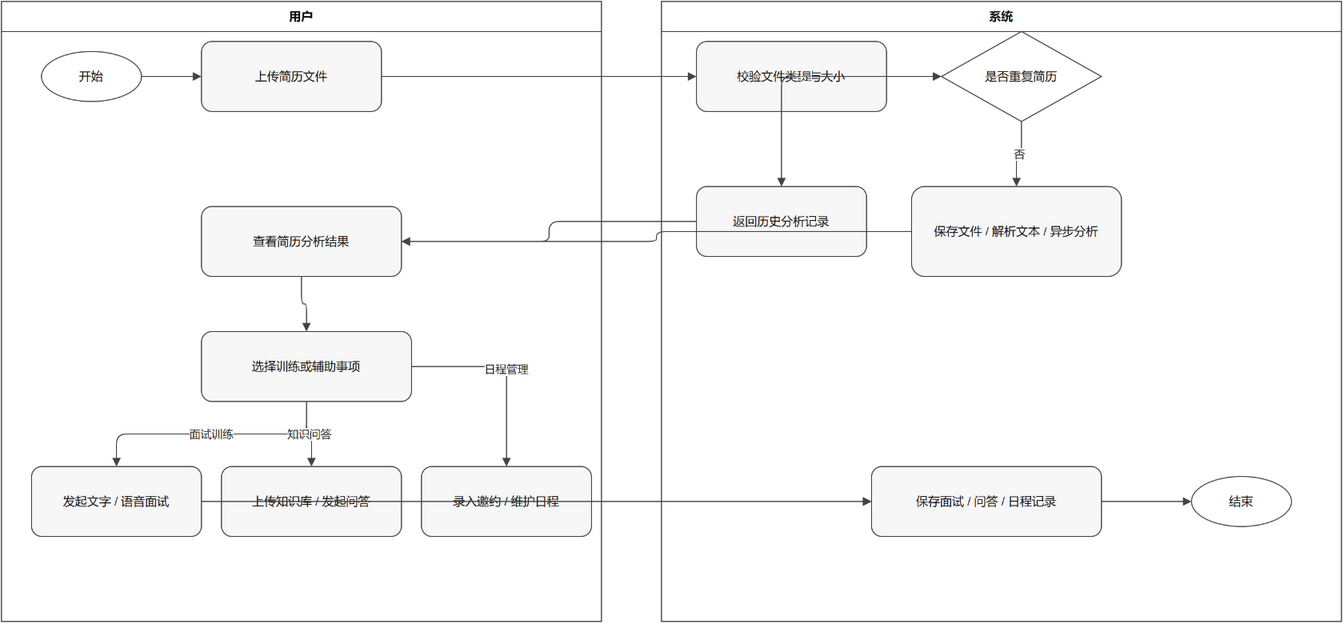 用户
系统
开始
上传简历文件
校验文件类型与大小
是否重复简历
否
查看简历分析结果
返回历史分析记录
保存文件 / 解析文本 / 异步分析
选择训练或辅助事项
日程管理
面试训练
知识问答
发起文字 / 语音面试
上传知识库 / 发起问答
录入邀约 / 维护日程
保存面试 / 问答 / 日程记录
结束